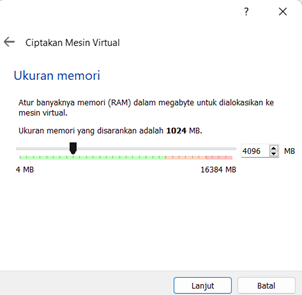 Ciptakan Mesin Virtual
Ukuran memori
Atur banyaknya memori (RAM) dalam megabyte untuk dialokasikan ke
mesin virtual.
Ukuran memori yang disarankan adalah 1024 MB.
4096 MB
4 MB 16384 MB
Lanjut Batal